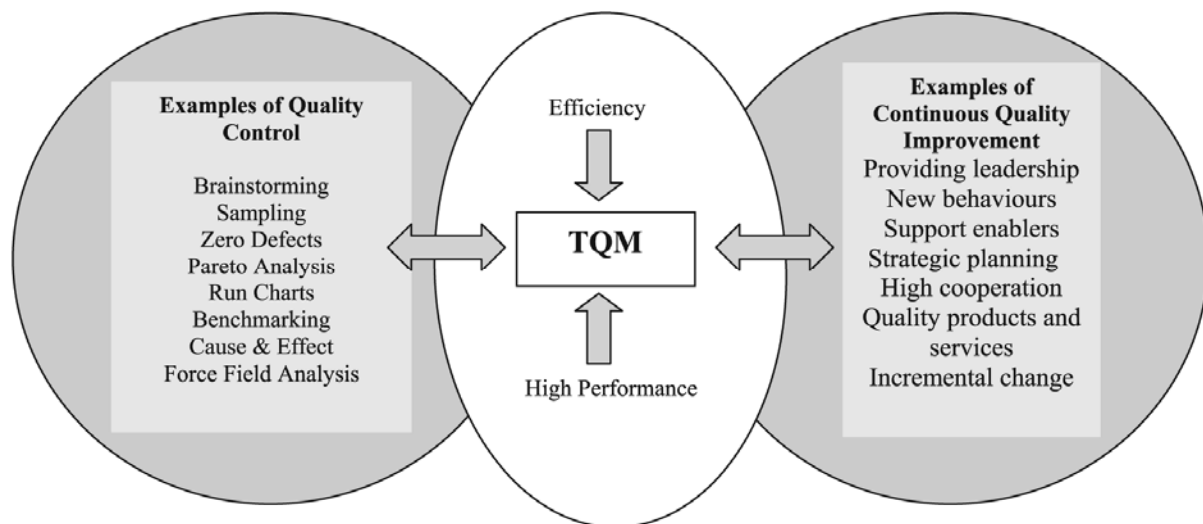 Examples of Quality
Control
Brainstorming
Sampling
Zero Defects
Pareto Analysis
Run Charts
Benchmarking
Cause & Effect
Force Field Analysis
Efficiency
TQM
High Performance
Examples of
Continuous Quality
Improvement
Providing leadership
New behaviours
Support enablers
Strategic planning
High cooperation
Quality products and
services
Incremental change